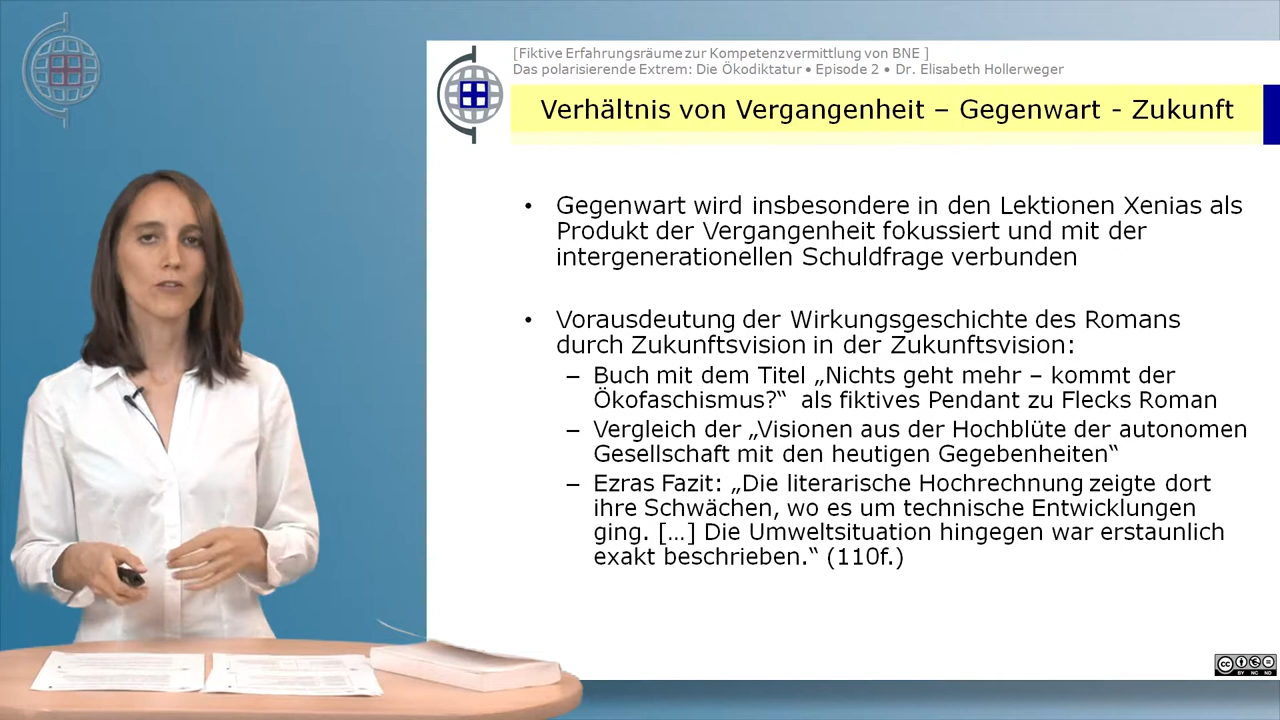 [Fiktive Erfahrungsräume zur Kompetenzvermittlung von BNE ]
Das polarisierende Extrem: Die Ökodiktatur • Episode 2 • Dr. Elisabeth Hollerweger
Verhältnis von Vergangenheit – Gegenwart - Zukunft
• Gegenwart wird insbesondere in den Lektionen Xenias als
Produkt der Vergangenheit fokussiert und mit der
intergenerationellen Schuldfrage verbunden
• Vorausdeutung der Wirkungsgeschichte des Romans
durch Zukunftsvision in der Zukunftsvision:
– Buch mit dem Titel „Nichts geht mehr – kommt der
Ökofaschismus?“ als fiktives Pendant zu Flecks Roman
– Vergleich der „Visionen aus der Hochblüte der autonomen
Gesellschaft mit den heutigen Gegebenheiten“
– Ezras Fazit: „Die literarische Hochrechnung zeigte dort
ihre Schwächen, wo es um technische Entwicklungen
ging. […] Die Umweltsituation hingegen war erstaunlich
exakt beschrieben.“ (110f.)
cc
BY NC ND